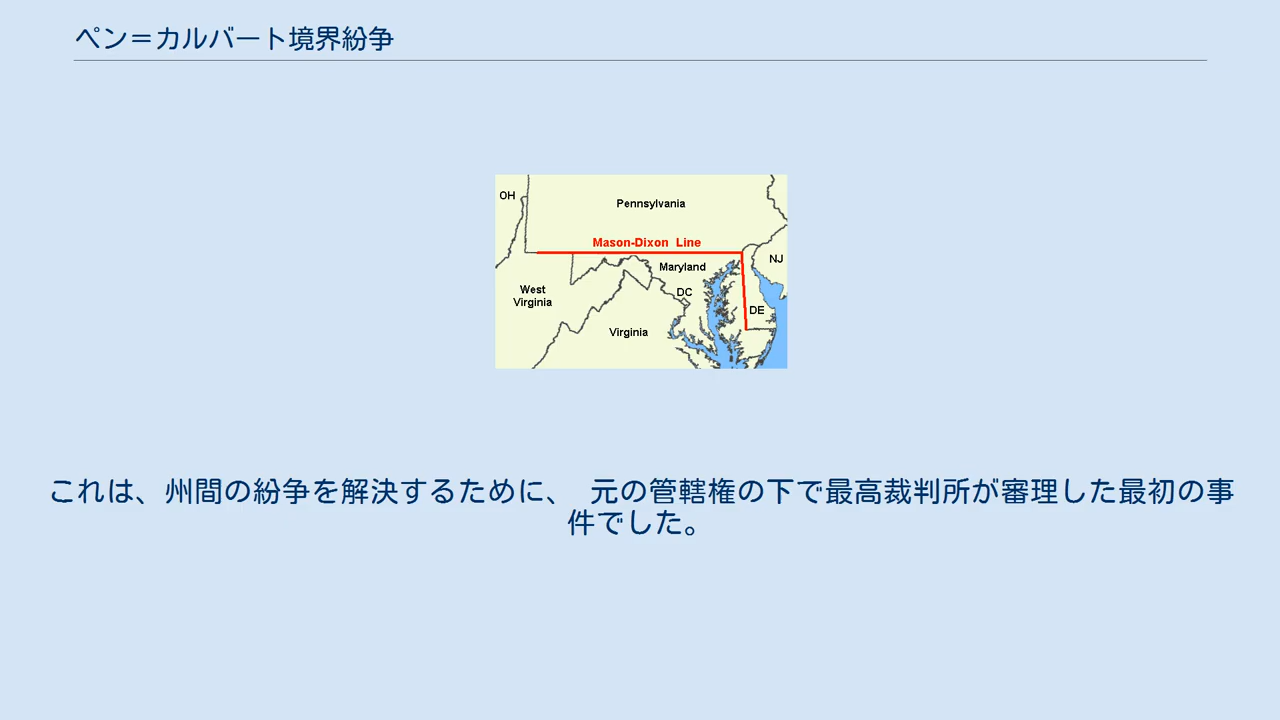 ペン＝カルバート境界紛争
OH
Pennsylvania
Mason-Dixon Line
Maryland
NJ
DC
West
Virginia
DE
Virginia
これは、州間の紛争を解決するために、 元の管轄権の下で最高裁判所が審理した最初の事
件でした。